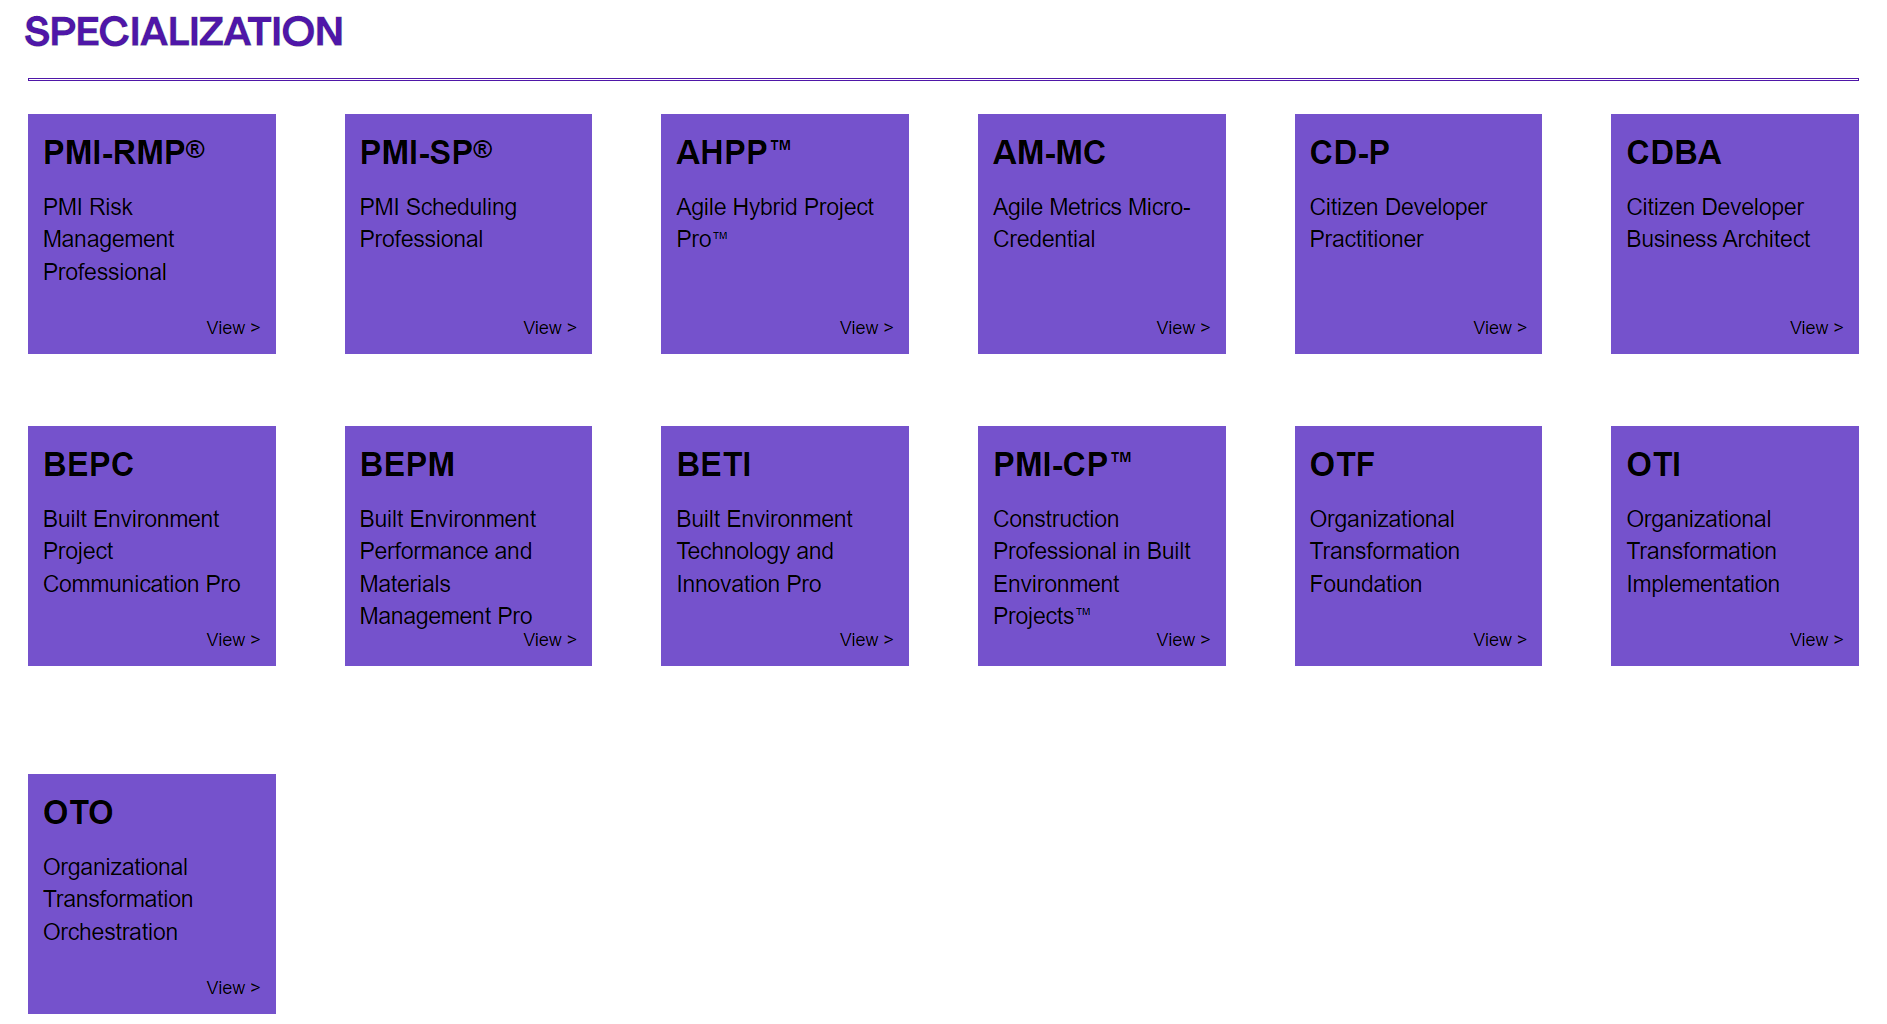 SPECIALIZATION
PMI-RMP®
PMI Risk
Management
Professional
View >
PMI-SP®
PMI Scheduling
Professional
View >
AHPP™
Agile Hybrid Project
Pro™
View >
AM-MC
Agile Metrics Micro-
Credential
View >
CD-P
Citizen Developer
Practitioner
View >
CDBA
Citizen Developer
Business Architect
View >
BEPC
Built Environment
Project
Communication Pro
View >
BEPM
Built Environment
Performance and
Materials
Management Pro
View >
BETI
Built Environment
Technology and
Innovation Pro
View >
PMI-CP™
Construction
Professional in Built
Environment
Projects™
View >
OTF
Organizational
Transformation
Foundation
View >
OTI
Organizational
Transformation
Implementation
View >
OTO
Organizational
Transformation
Orchestration
View >